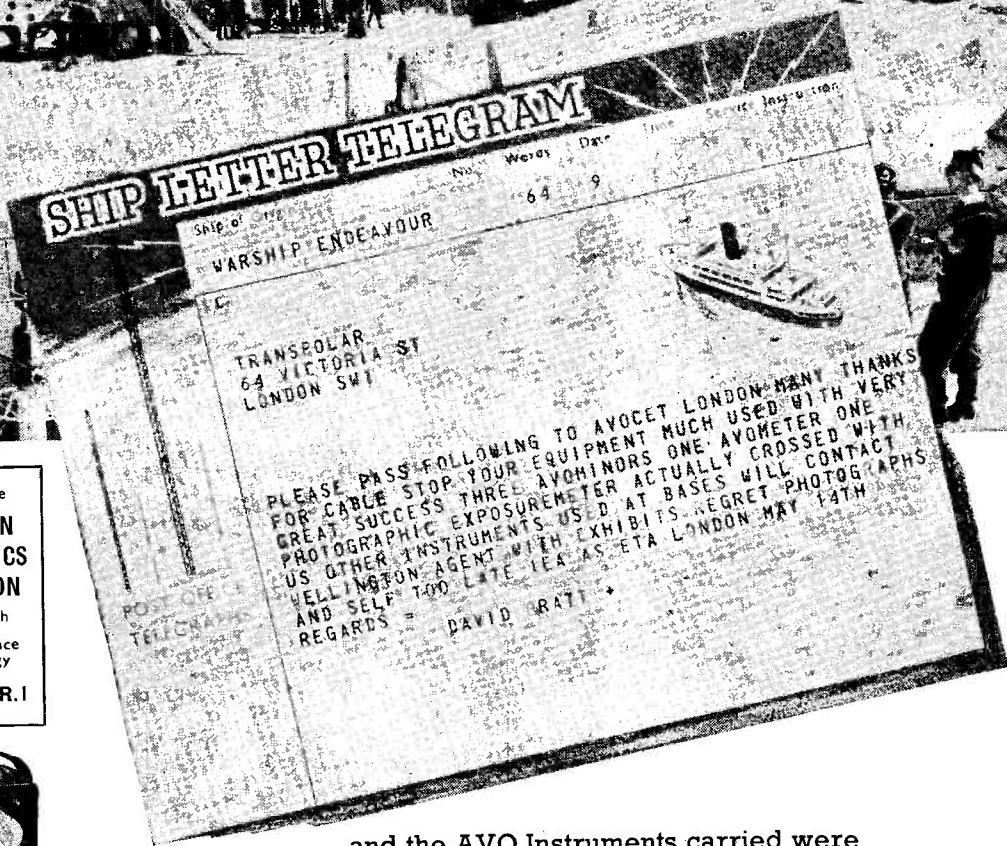 SHIP LETTER TELEGRAM
No. Words Date Time Service Instruction
Ship of
64 9
WARSHIP ENDEAVOUR
TRANSPOLAR
64 VICTORIA ST
LONDON SW1
PLEASE PASS FOLLOWING TO AVOCET LONDON MANY THANKS
FOR CABLE STOP YOUR EQUIPMENT MUCH USED WITH VERY
GREAT SUCCESS THREE AVOMINORS ONE AVOMETER ONE
PHOTOGRAPHIC EXPOSUREMETER ACTUALLY CROSSED WITH
US OTHER INSTRUMENTS USED AT BASES WILL CONTACT
WELLINGTON AGENT WITH EXHIBITS REGRET PHOTOGRAPHS
AND SELF TOO LATE IEA AS ETA LONDON MAY 14TH
REGARDS = DAVID PRATT +
POST OFFICE
TELEGRAPHS
e
N
CS
ON
h
ce
gy
R.1
and the AVO Instruments carried were